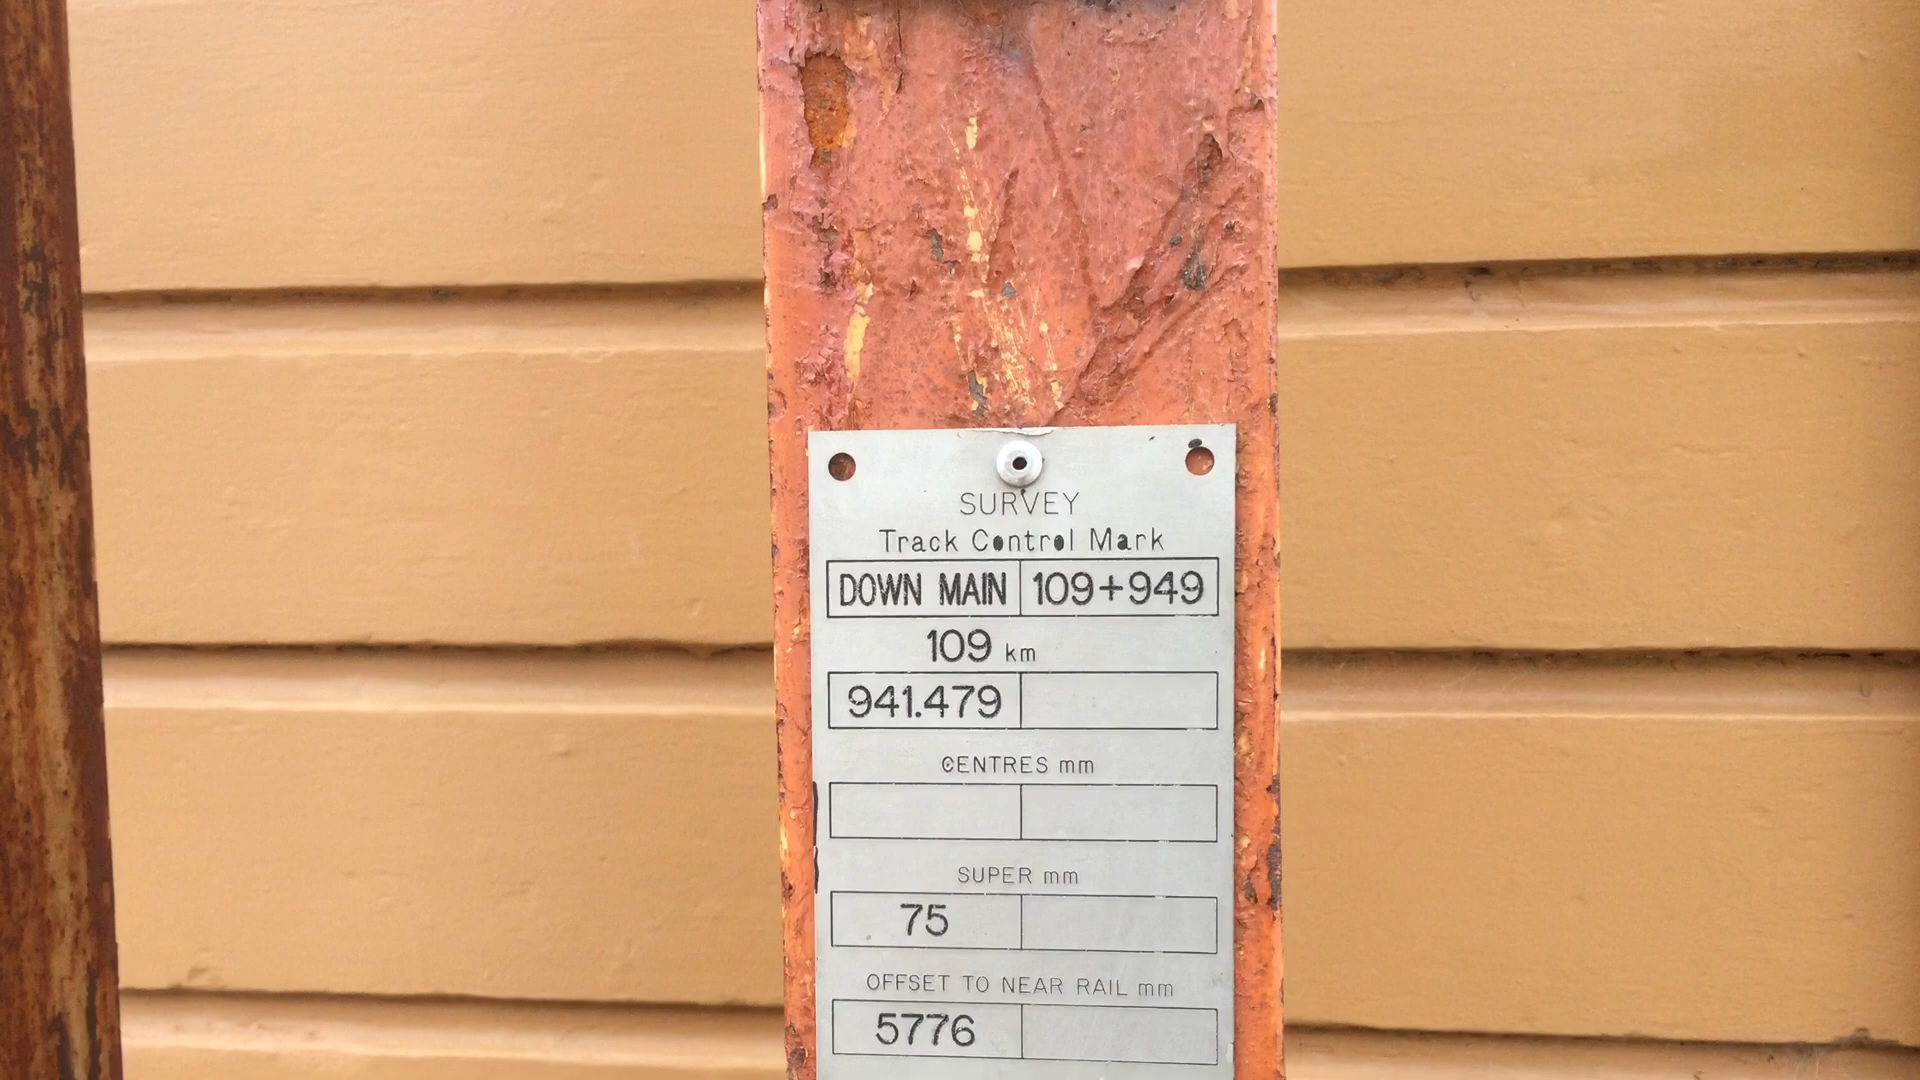 SURVEY
Track Control Mark
DOWN MAIN 109+949
109 km
941.479
CENTRES mm
SUPER mm
75
OFFSET TO NEAR RAIL mm
5776